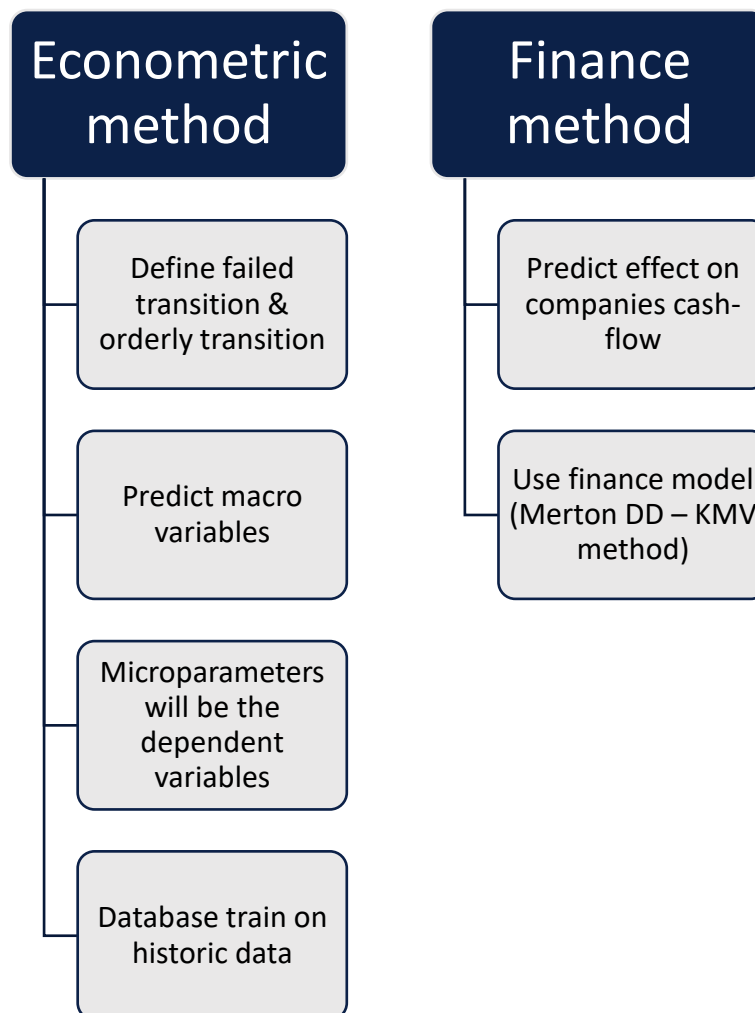 Econometric
method
Define failed
transition &
orderly transition
Predict macro
variables
Microparameters
will be the
dependent
variables
Database train on
historic data
Finance
method
Predict effect on
companies cash-
flow
Use finance model
(Merton DD – KMV
method)